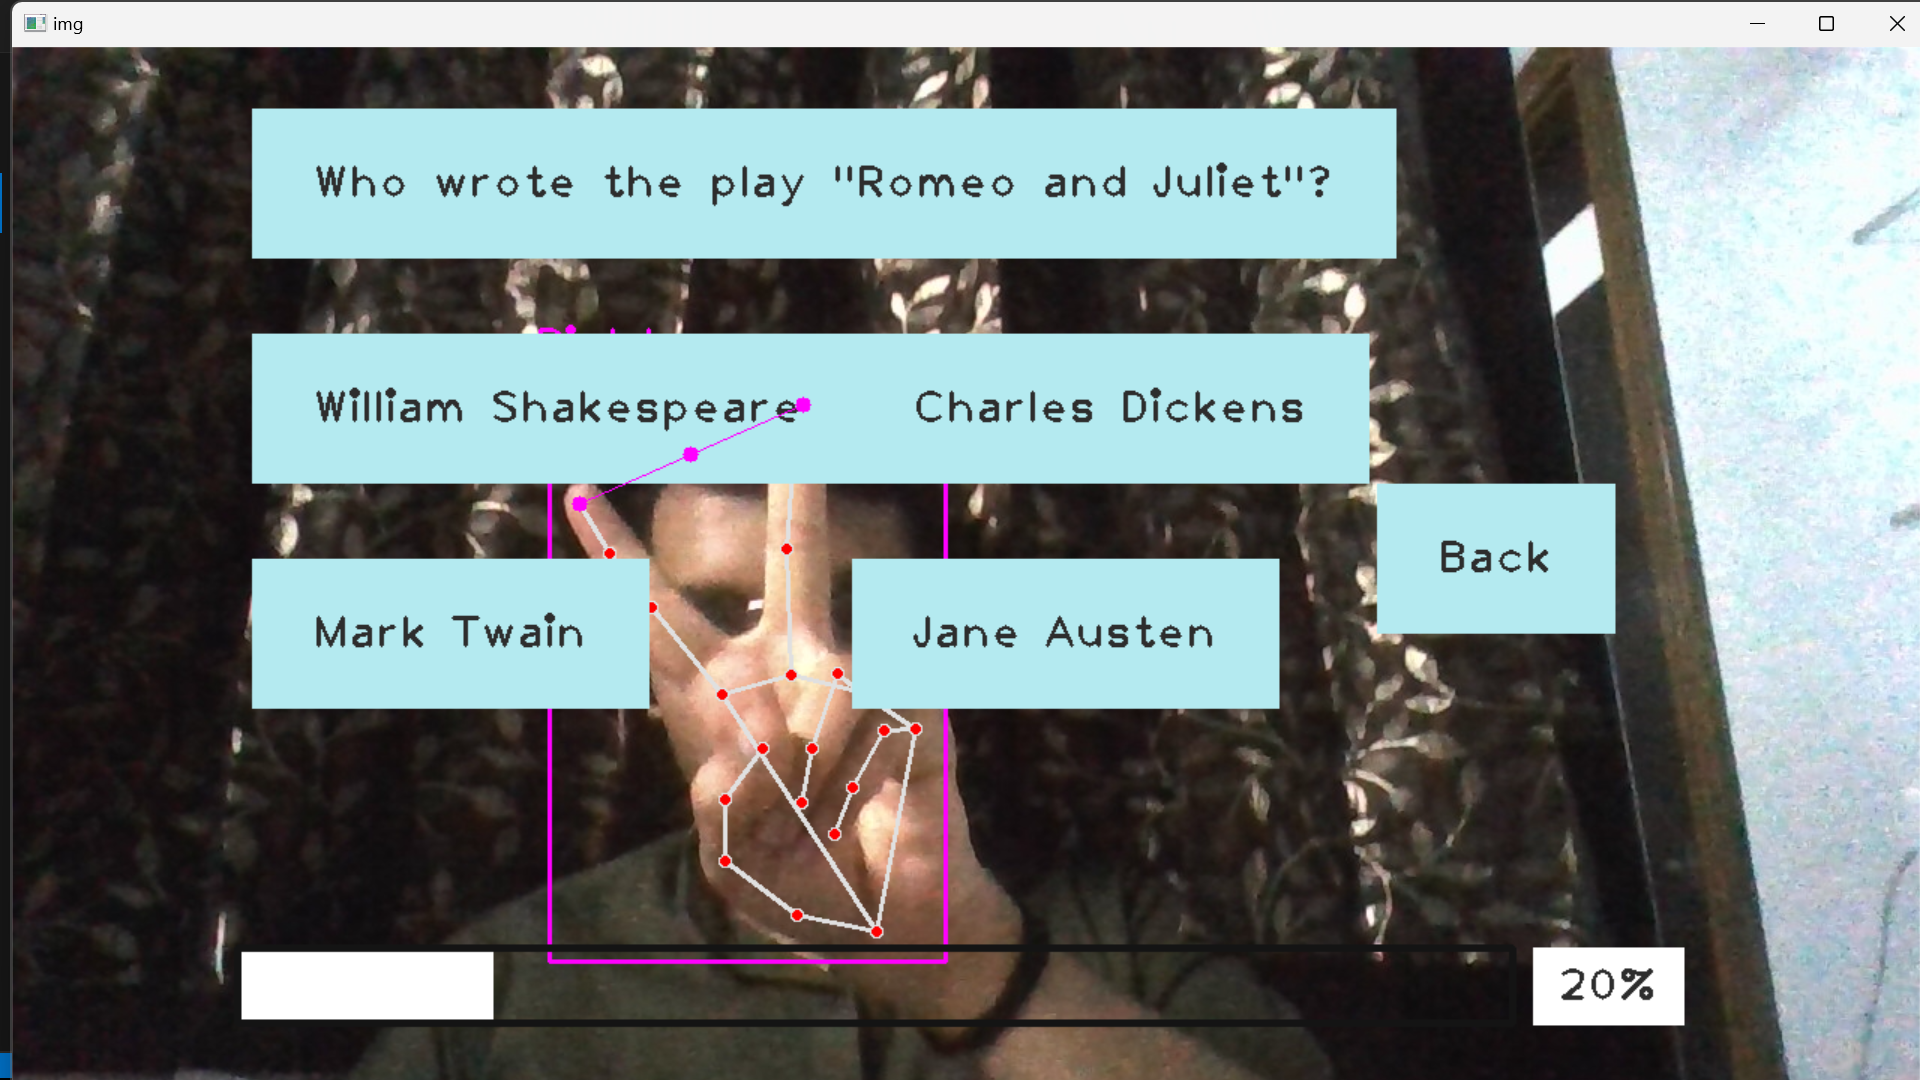 img
Who wrote the play "Romeo and Juliet"?
William Shakespeare
Charles Dickens
Back
Mark Twain
Jane Austen
20%